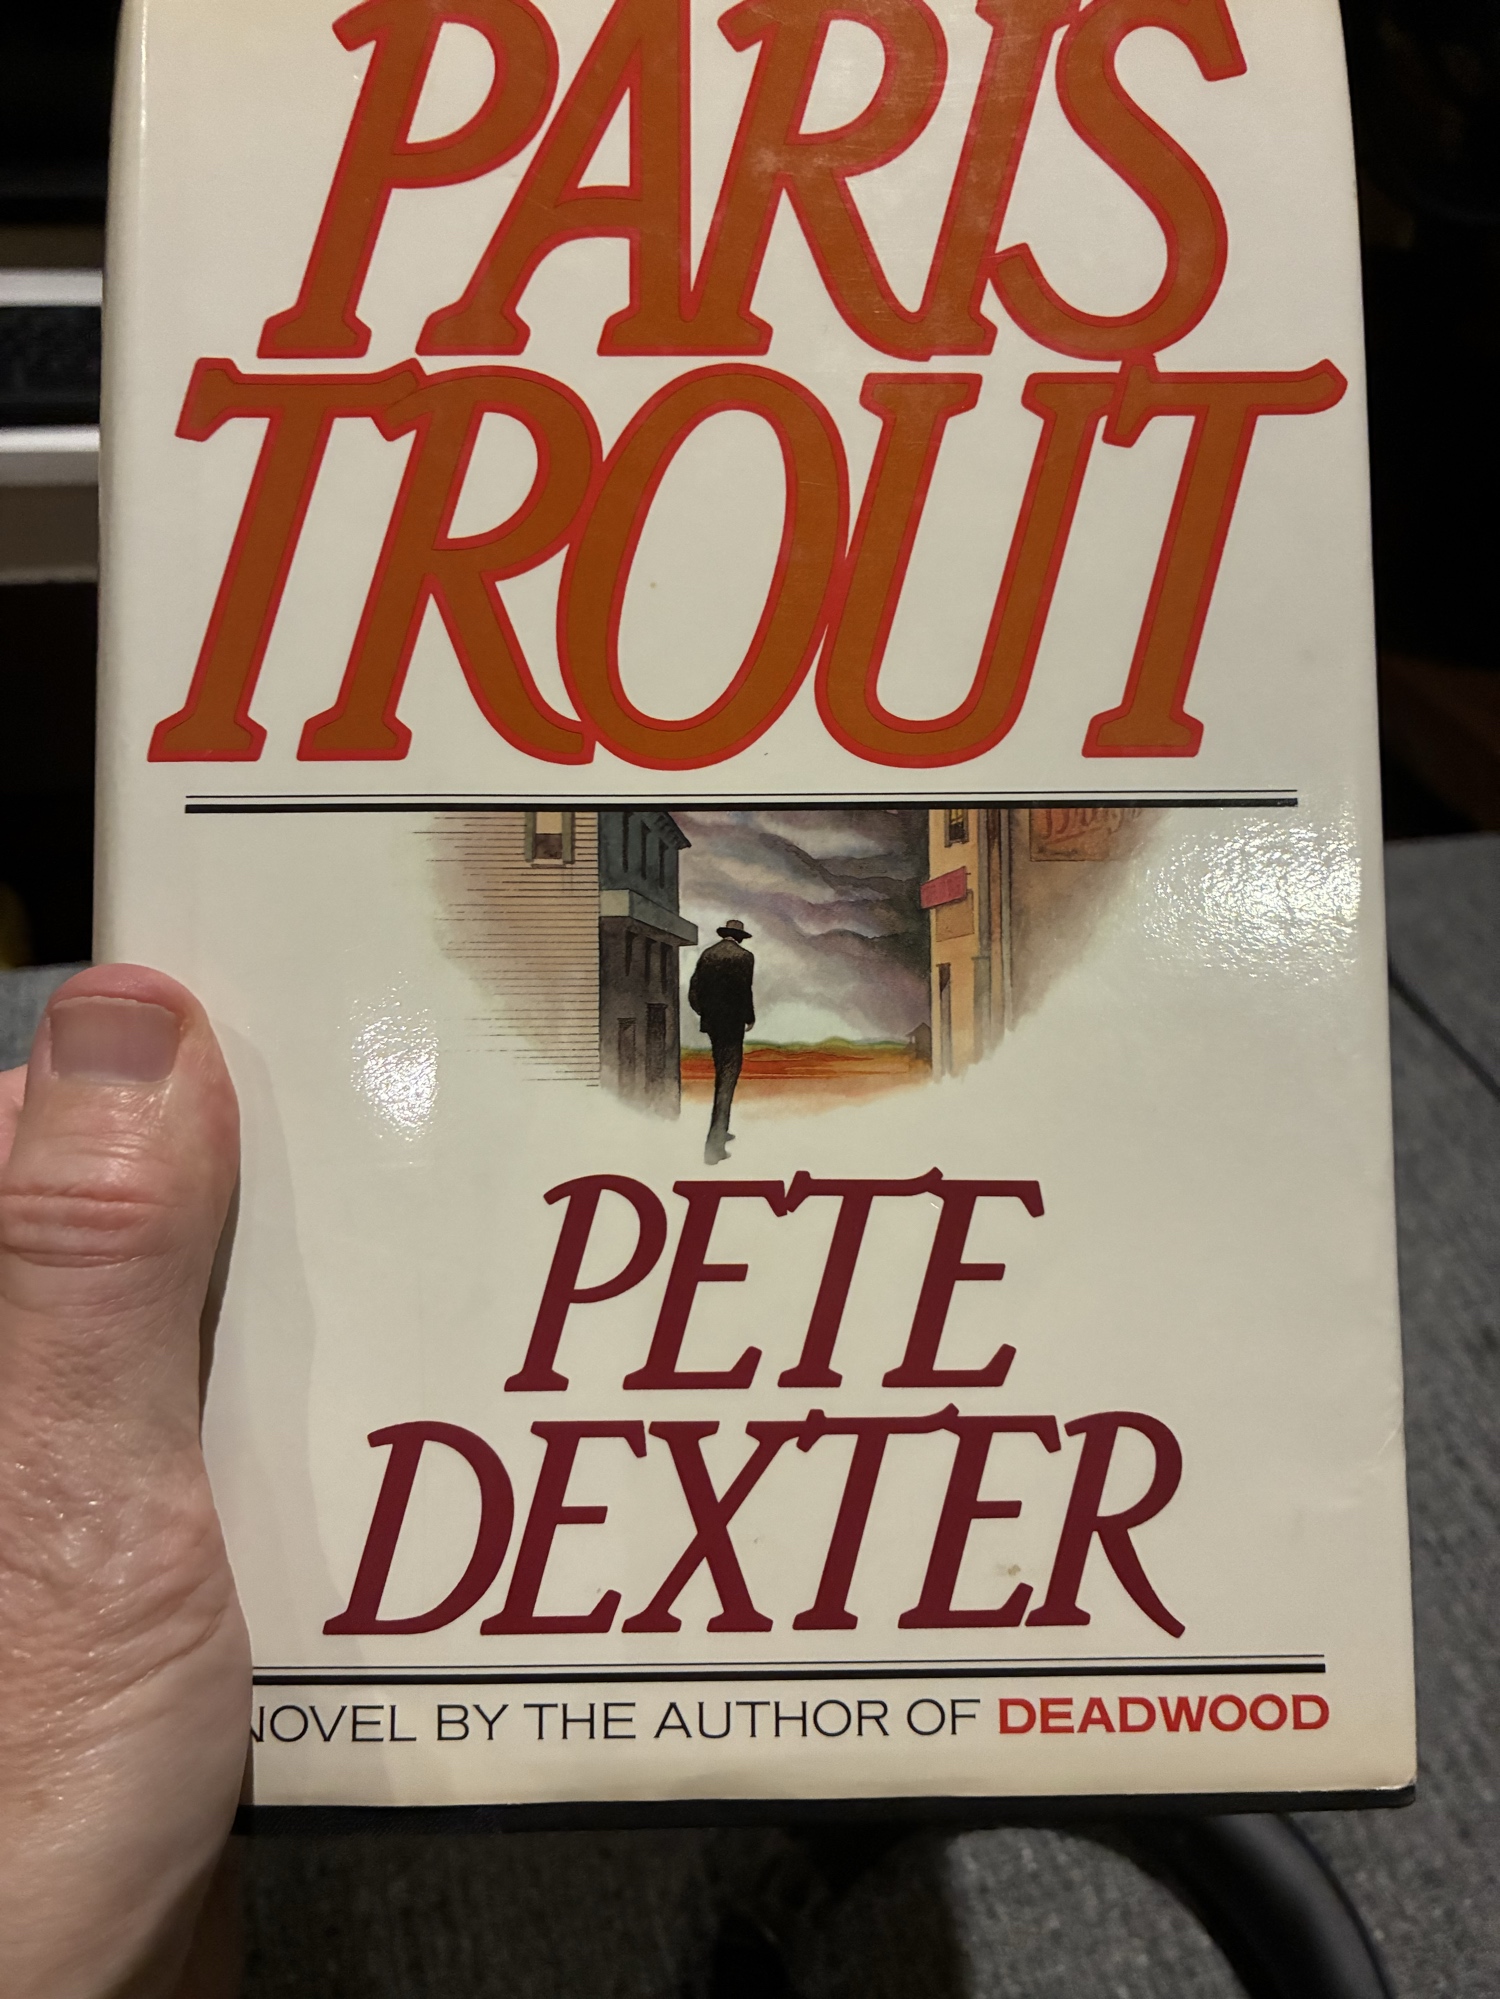 PARIS
TROUT
PETE
DEXTER
NOVEL BY THE AUTHOR OF DEADWOOD